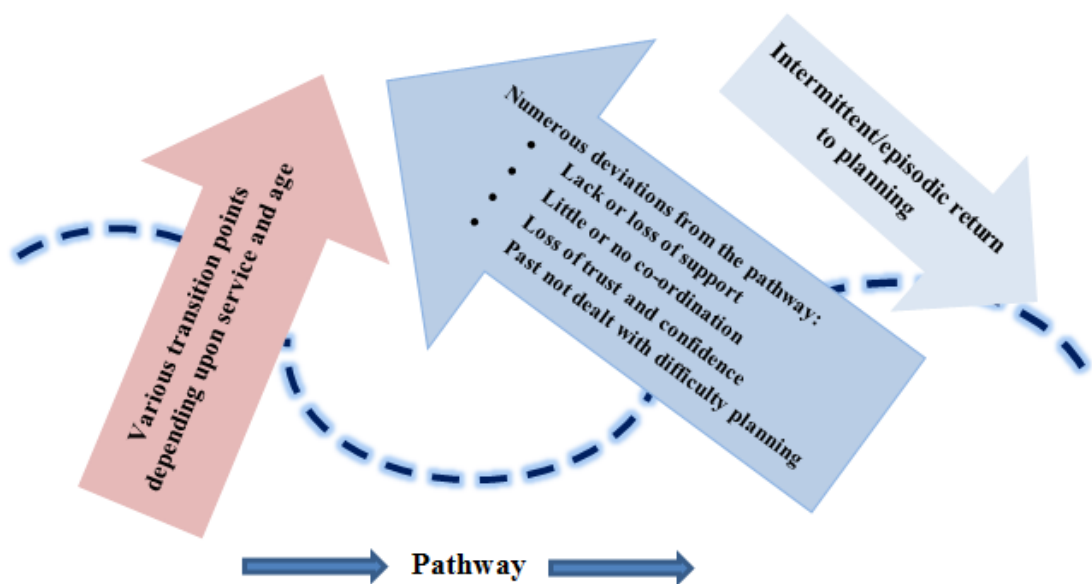 Various transition points
depending upon service and age
Numerous deviations from the pathway:
• Lack or loss of support
• Little or no co-ordination
• Loss of trust and confidence
• Past not dealt with difficulty planning
Intermittent/episodic return
to planning
Pathway